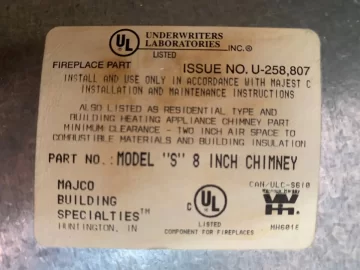 UL
UNDERWRITERS
LABORATORIES INC.®
LISTED
FIREPLACE PART
ISSUE NO. U-258,807
INSTALL AND USE ONLY IN ACCORDANCE WITH MAJEST C
INSTALLATION AND MAINTENANCE INSTRUCTIONS
ALSO LISTED AS RESIDENTIAL TYPE AND
BUILDING HEATING APPLIANCE CHIMNEY PART
MINIMUM CLEARANCE - TWO INCH AIR SPACE TO
COMBUSTIBLE MATERIALS AND BUILDING INSULATION
PART NO.: MODEL "S" 8 INCH CHIMNEY
MAJCO
BUILDING
SPECIALTIES™
HUNTINGTON, IN
C UL
LISTED
COMPONENT FOR FIREPLACES
CAN/ULC-S610
WH
MH6018